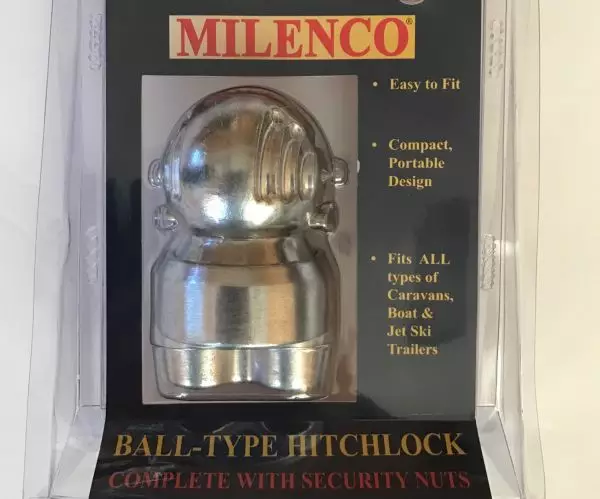 MILENCO®
• Easy to Fit
• Compact,
Portable
Design
• Fits ALL
types of
Caravans,
Boat &
Jet Ski
Trailers
BALL-TYPE HITCHLOCK
COMPLETE WITH SECURITY NUTS